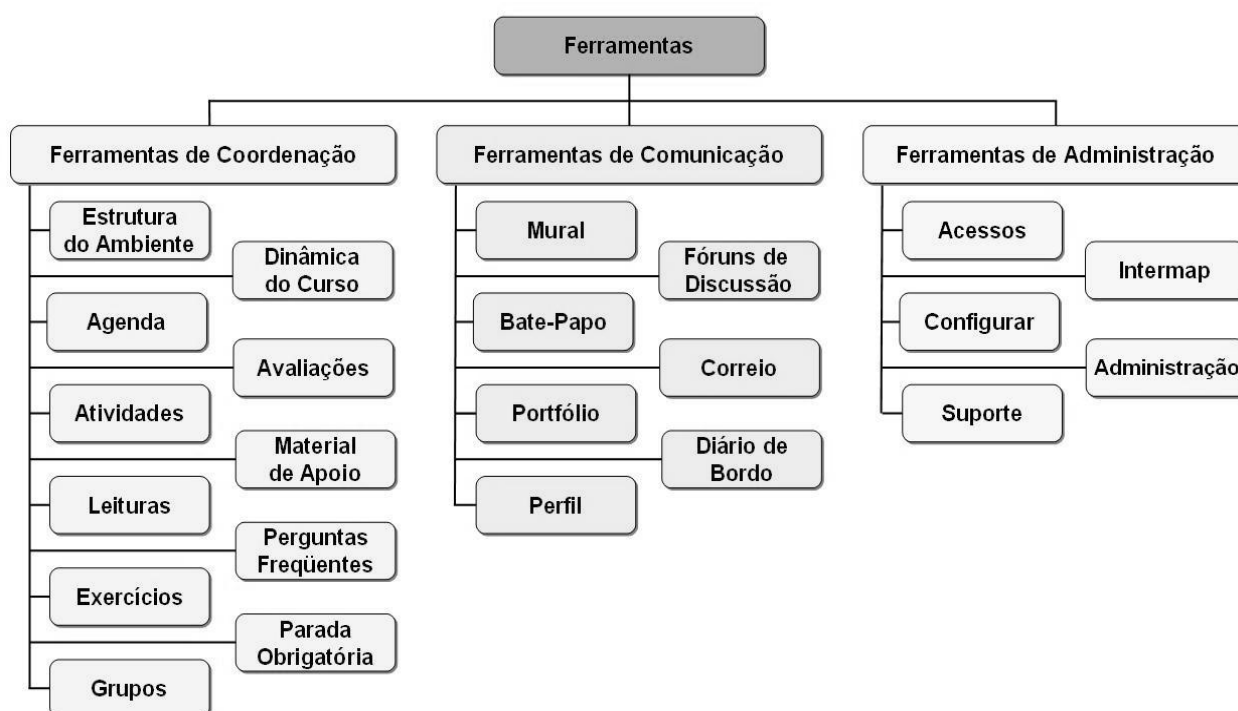 Ferramentas
Ferramentas de Coordenação
Estrutura
do Ambiente
Dinâmica
do Curso
Agenda
Avaliações
Atividades
Material
de Apoio
Leituras
Perguntas
Freqüentes
Exercícios
Parada
Obrigatória
Grupos
Ferramentas de Comunicação
Mural
Fóruns de
Discussão
Bate-Papo
Correio
Portfólio
Diário de
Bordo
Perfil
Ferramentas de Administração
Acessos
Intermap
Configurar
Administração
Suporte